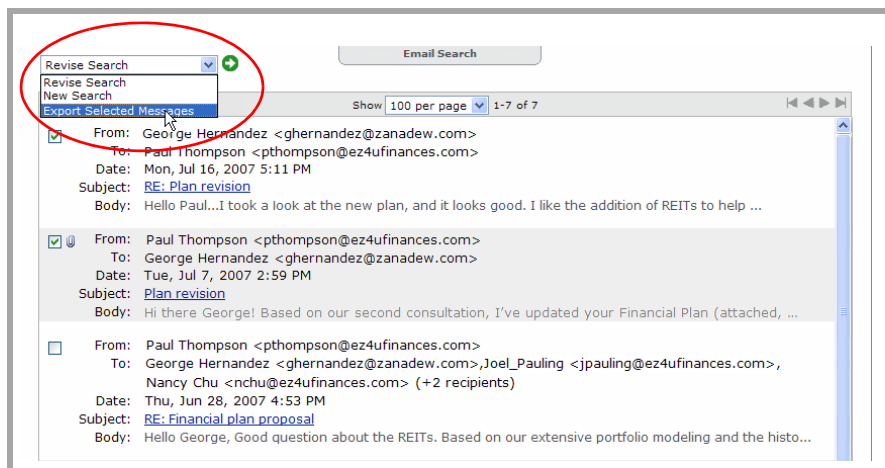 Email Search
Revise Search
Revise Search
New Search
Export Selected Messages
Show 100 per page 1-7 of 7
From: George Hernandez <ghernandez@zanadew.com>
To: Paul Thompson <pthompson@ez4ufinances.com>
Date: Mon, Jul 16, 2007 5:11 PM
Subject: RE: Plan revision
Body: Hello Paul...I took a look at the new plan, and it looks good. I like the addition of REITs to help ...
From: Paul Thompson <pthompson@ez4ufinances.com>
To: George Hernandez <ghernandez@zanadew.com>
Date: Tue, Jul 7, 2007 2:59 PM
Subject: Plan revision
Body: Hi there George! Based on our second consultation, I've updated your Financial Plan (attached, ...
From: Paul Thompson <pthompson@ez4ufinances.com>
To: George Hernandez <ghernandez@zanadew.com>,Joel_Pauling <jpauling@ez4ufinances.com>,
Nancy Chu <nchu@ez4ufinances.com> (+2 recipients)
Date: Thu, Jun 28, 2007 4:53 PM
Subject: RE: Financial plan proposal
Body: Hello George, Good question about the REITs. Based on our extensive portfolio modeling and the histo...